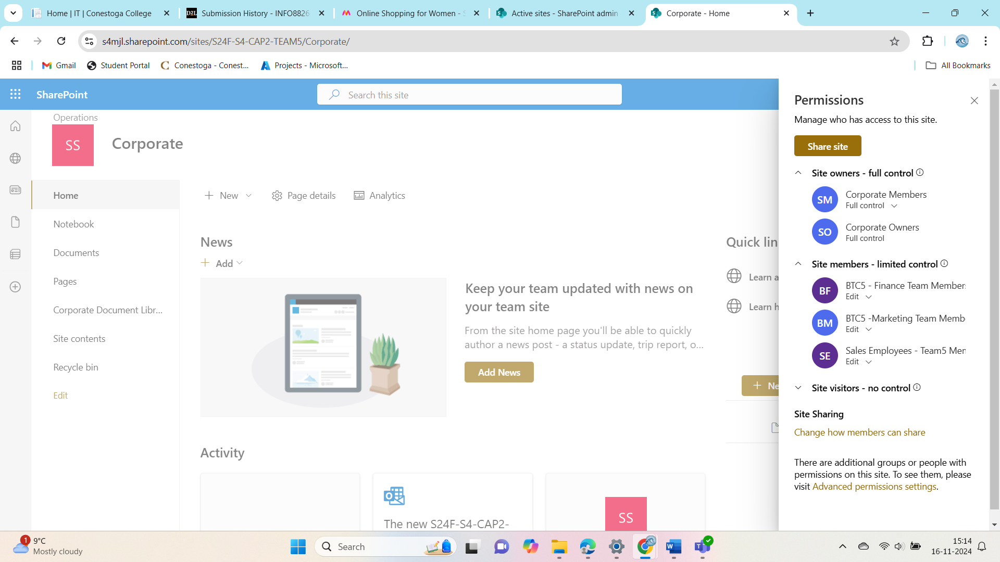 Home | IT | Conestoga College
D2L
Submission History - INFO8826
Online Shopping for Women - S
Active sites - SharePoint admin
Corporate - Home
s4mjl.sharepoint.com/sites/S24F-S4-CAP2-TEAM5/Corporate/
Gmail
Student Portal
Conestoga - Conest...
Projects - Microsoft...
All Bookmarks
SharePoint
Search this site
Operations
SS
Corporate
Home
Notebook
Documents
Pages
Corporate Document Libr...
Site contents
Recycle bin
Edit
New
Page details
Analytics
News
Add
Keep your team updated with news on
your team site
From the site home page you'll be able to quickly
author a news post - a status update, trip report, o...
Add News
Quick lin
Learn a
Learn h
Ne
Activity
The new S24F-S4-CAP2-
SS
Permissions
Manage who has access to this site.
Share site
Site owners - full control
SM
Corporate Members
Full control
SO
Corporate Owners
Full control
Site members - limited control
BF
BTC5 - Finance Team Member
Edit
BM
BTC5 -Marketing Team Memb
Edit
SE
Sales Employees - Team5 Mem
Edit
Site visitors - no control
Site Sharing
Change how members can share
There are additional groups or people with
permissions on this site. To see them, please
visit Advanced permissions settings.
1
9°C
Mostly cloudy
Search
15:14
16-11-2024